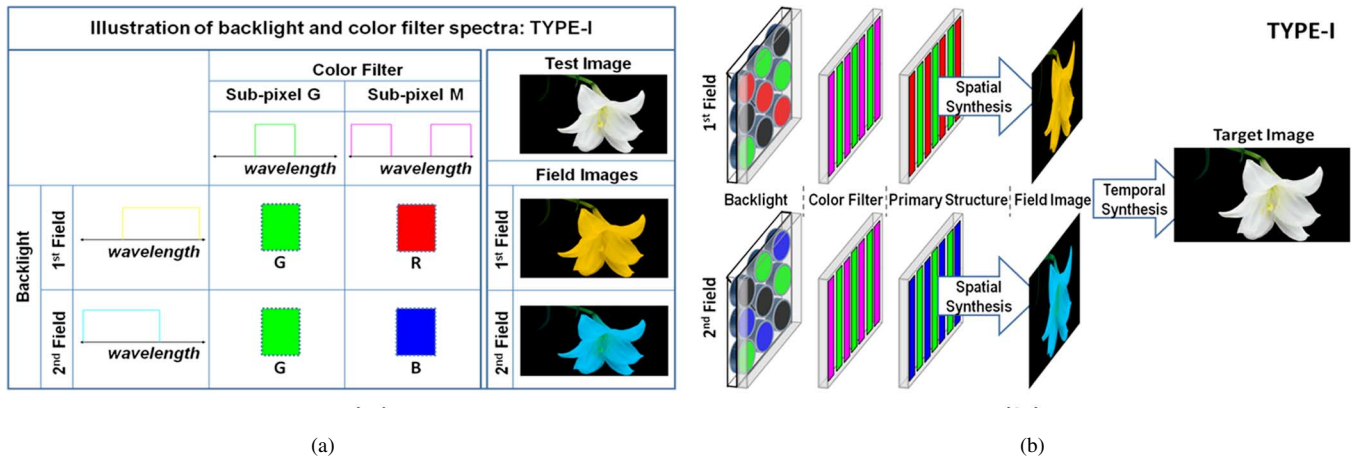 Illustration of backlight and color filter spectra: TYPE-I
Color Filter
Sub-pixel G
Sub-pixel M
wavelength
wavelength
Test Image
Field Images
Backlight
1st Field
wavelength
G
R
1st Field
2nd Field
wavelength
G
B
2nd Field
(a)
TYPE-I
1st Field
Spatial
Synthesis
Backlight
Color Filter
Primary Structure
Field Image
Temporal
Synthesis
Target Image
2nd Field
Spatial
Synthesis
(b)